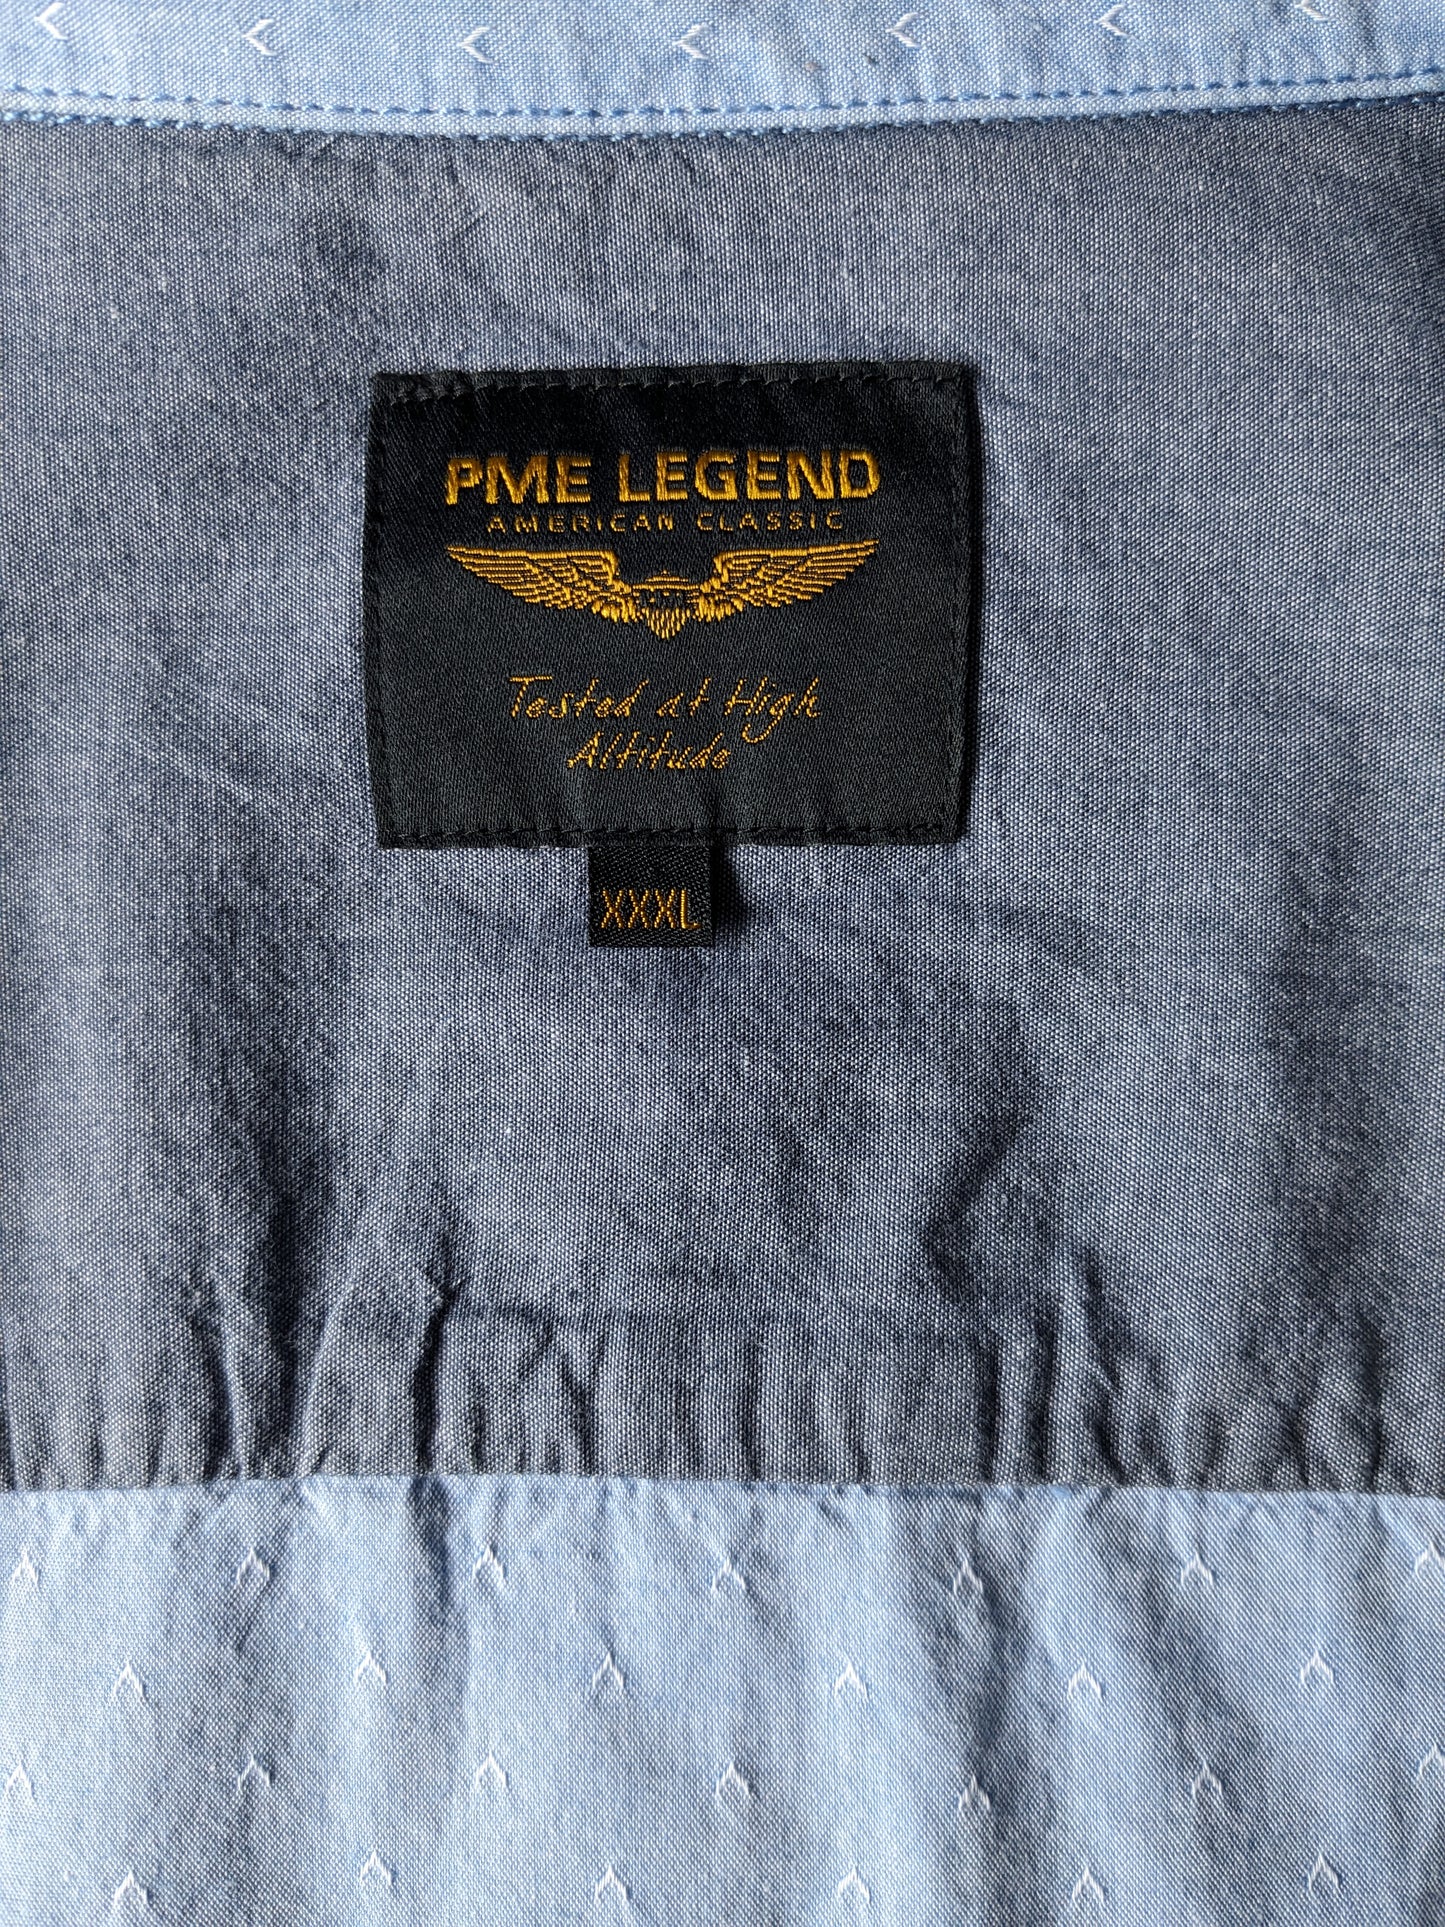 PME LEGEND
AMERICAN CLASSIC
Tested at High
Altitude
XXXL